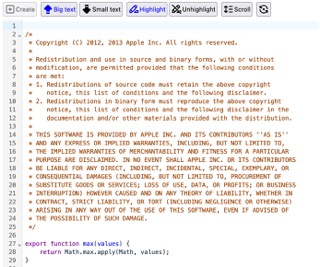 Create Big text Small text Highlight Unhighlight Scroll
1
2 /*
3 * Copyright (C) 2012, 2013 Apple Inc. All rights reserved.
4 *
5 * Redistribution and use in source and binary forms, with or without
6 * modification, are permitted provided that the following conditions
7 * are met:
8 * 1. Redistributions of source code must retain the above copyright
9 * notice, this list of conditions and the following disclaimer.
10 * 2. Redistributions in binary form must reproduce the above copyright
11 * notice, this list of conditions and the following disclaimer in the
12 * documentation and/or other materials provided with the distribution.
13 *
14 * THIS SOFTWARE IS PROVIDED BY APPLE INC. AND ITS CONTRIBUTORS ''AS IS''
15 * AND ANY EXPRESS OR IMPLIED WARRANTIES, INCLUDING, BUT NOT LIMITED TO,
16 * THE IMPLIED WARRANTIES OF MERCHANTABILITY AND FITNESS FOR A PARTICULAR
17 * PURPOSE ARE DISCLAIMED. IN NO EVENT SHALL APPLE INC. OR ITS CONTRIBUTORS
18 * BE LIABLE FOR ANY DIRECT, INDIRECT, INCIDENTAL, SPECIAL, EXEMPLARY, OR
19 * CONSEQUENTIAL DAMAGES (INCLUDING, BUT NOT LIMITED TO, PROCUREMENT OF
20 * SUBSTITUTE GOODS OR SERVICES; LOSS OF USE, DATA, OR PROFITS; OR BUSINESS
21 * INTERRUPTION) HOWEVER CAUSED AND ON ANY THEORY OF LIABILITY, WHETHER IN
22 * CONTRACT, STRICT LIABILITY, OR TORT (INCLUDING NEGLIGENCE OR OTHERWISE)
23 * ARISING IN ANY WAY OUT OF THE USE OF THIS SOFTWARE, EVEN IF ADVISED OF
24 * THE POSSIBILITY OF SUCH DAMAGE.
25 */
26
27 export function max(values) {
28 return Math.max.apply(Math, values);
29 }